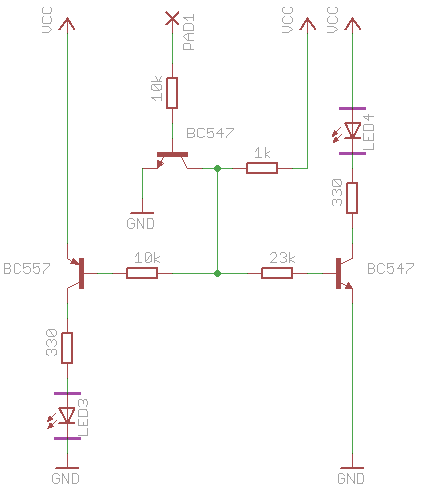 VCC
PAD1
VCC
VCC
10k
BC547
LED4
1k
330
GND
10k
23k
BC557
BC547
330
LED3
GND
GND